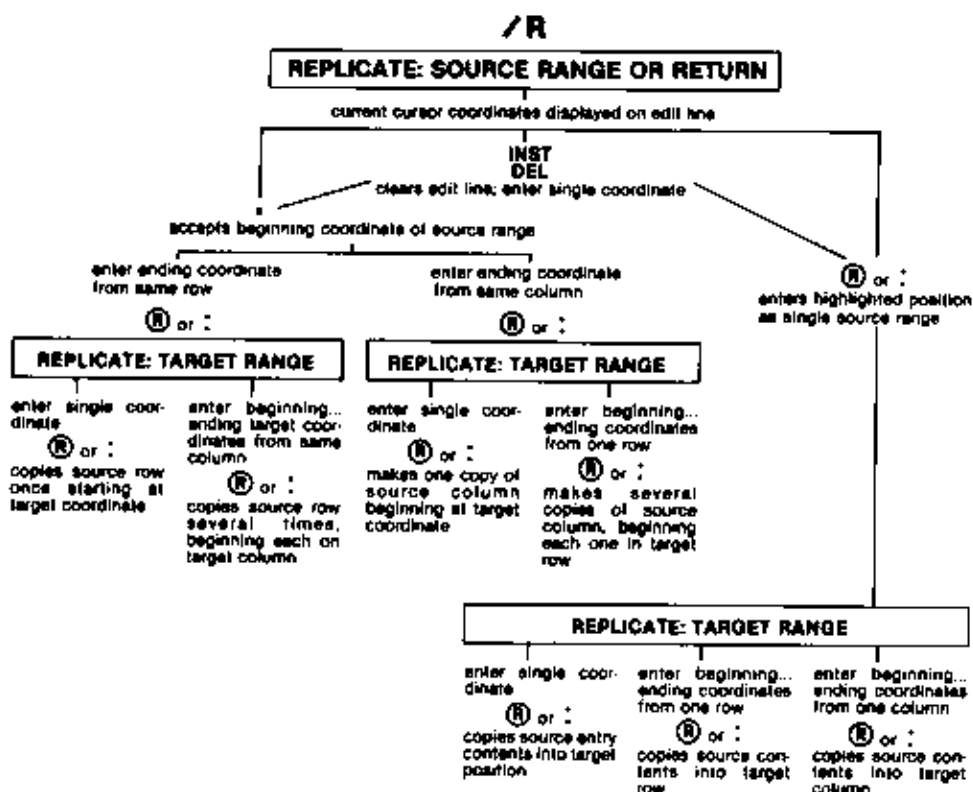 /R
REPLICATE: SOURCE RANGE OR RETURN
current cursor coordinates displayed on edit line
INST
DEL
clears edit line; enter single coordinate
.
accepts beginning coordinate of source range
enter ending coordinate
from same row
Ⓡ or :
enter ending coordinate
from same column
Ⓡ or :
Ⓡ or :
enters highlighted position
as single source range
REPLICATE: TARGET RANGE
enter single coor-
dinate
Ⓡ or :
copies source row
once starting at
target coordinate
enter beginning...
ending target coor-
dinates from same
column
Ⓡ or :
copies source row
several times,
beginning each on
target column
REPLICATE: TARGET RANGE
enter single coor-
dinate
Ⓡ or :
makes one copy of
source column
beginning at target
coordinate
enter beginning...
ending coordinates
from one row
Ⓡ or :
makes several
copies of source
column, beginning
each one in target
row
REPLICATE: TARGET RANGE
enter single coor-
dinate
Ⓡ or :
copies source entry
contents into target
position
enter beginning...
ending coordinates
from one row
Ⓡ or :
copies source con-
tents into target
row
enter beginning...
ending coordinates
from one column
Ⓡ or :
copies source con-
tents into target
column